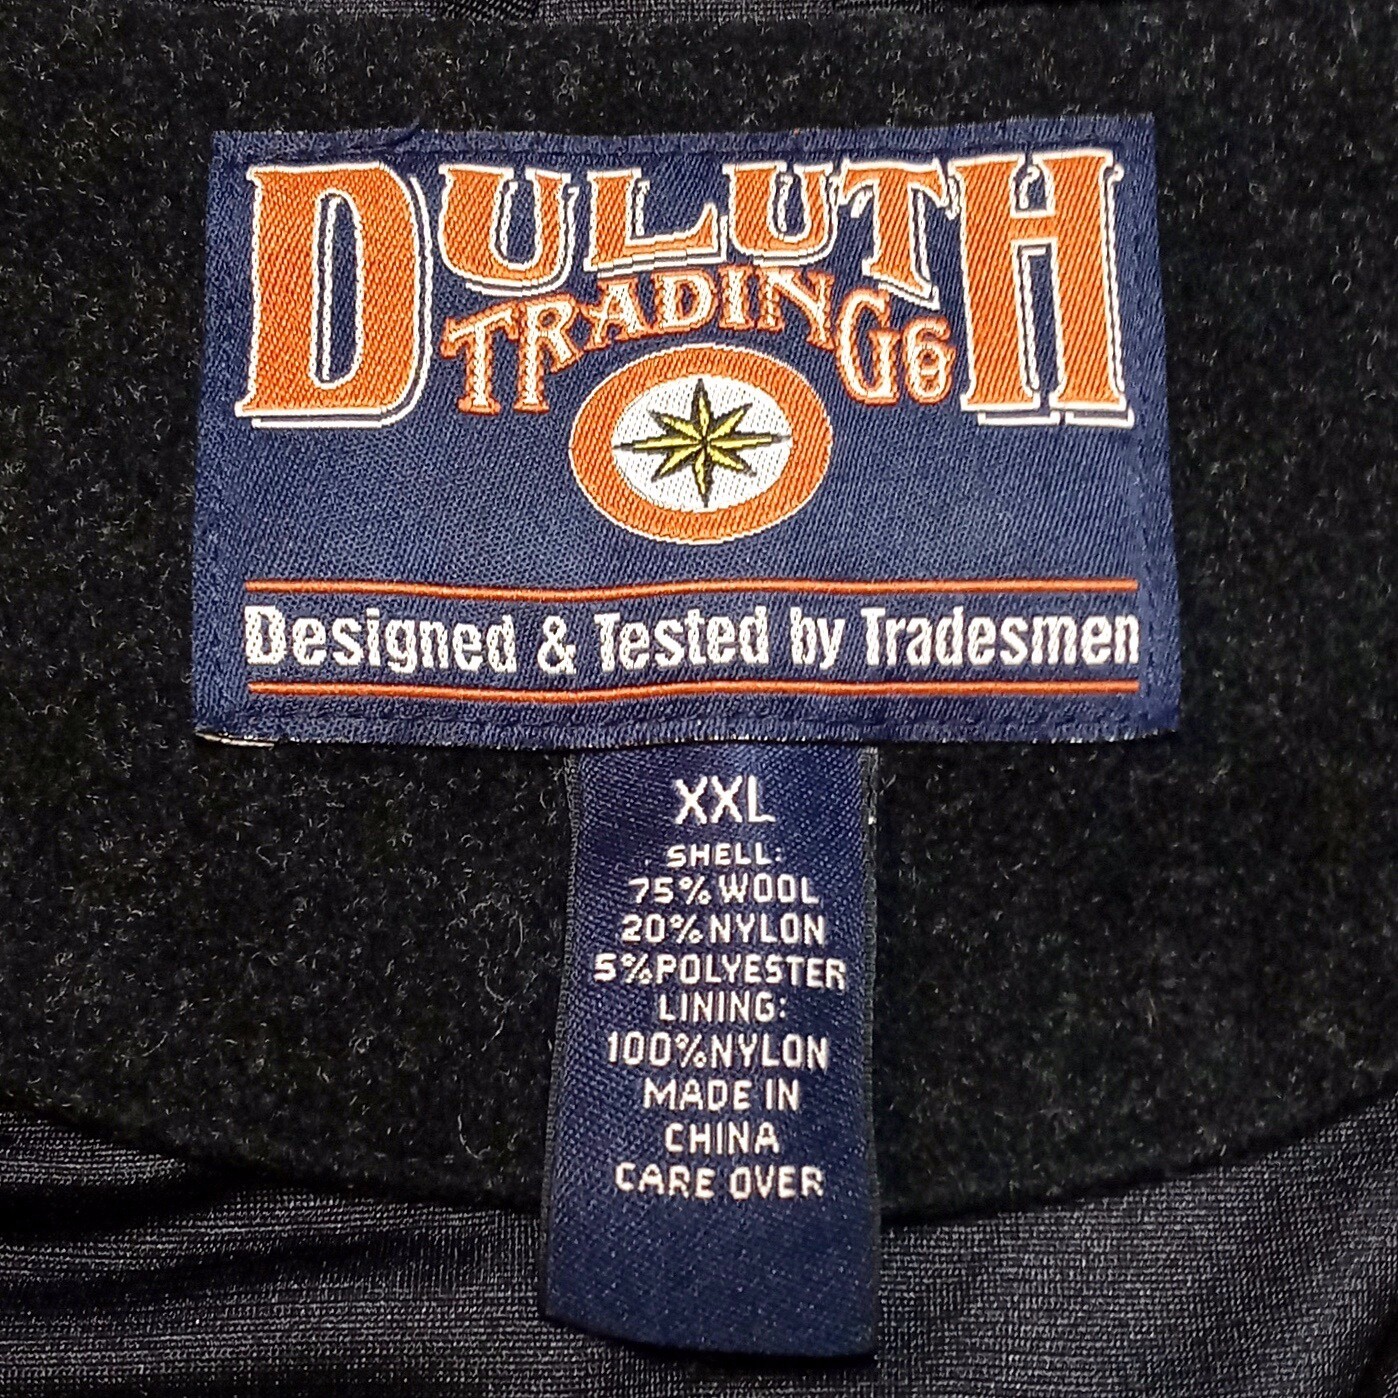 DULUTH
TRADING Co
Designed & Tested by Tradesmen
XXL
SHELL:
75% WOOL
20% NYLON
5% POLYESTER
LINING:
100% NYLON
MADE IN
CHINA
CARE OVER